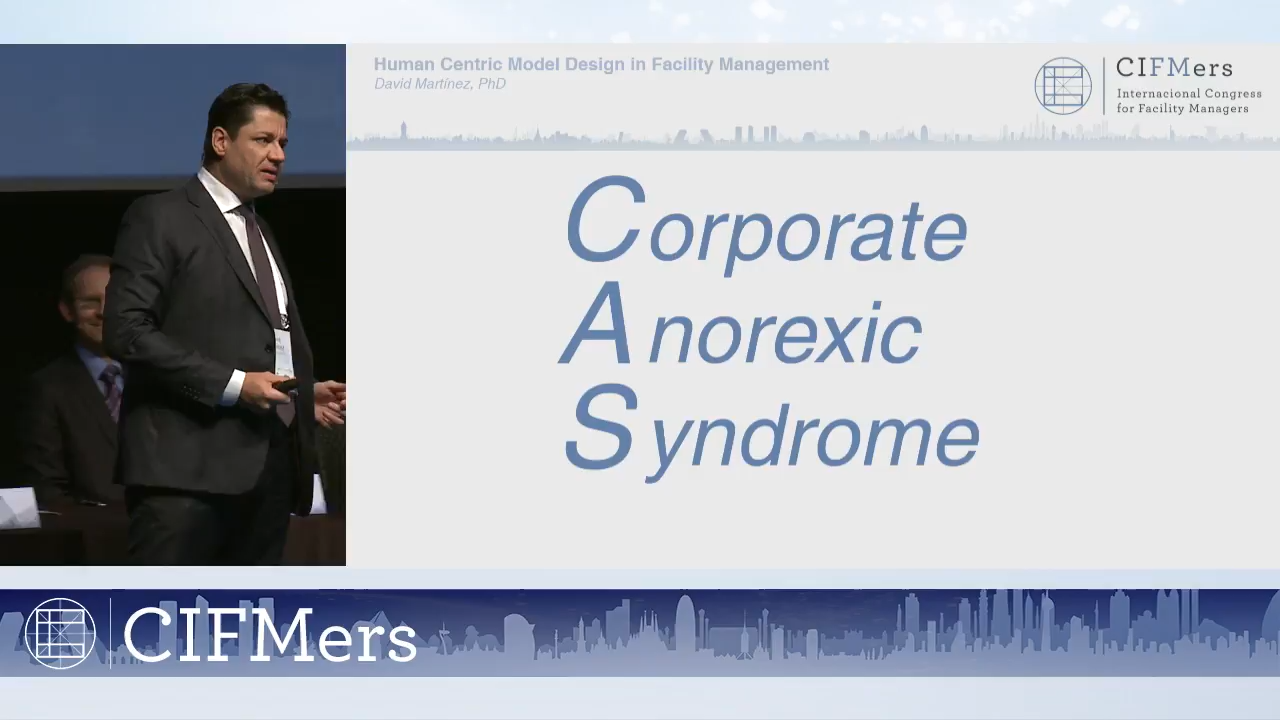 Human Centric Model Design in Facility Management
David Martínez, PhD
CIFMers
Internacional Congress
for Facility Managers
Corporate
Anorexic
Syndrome
CIFMers